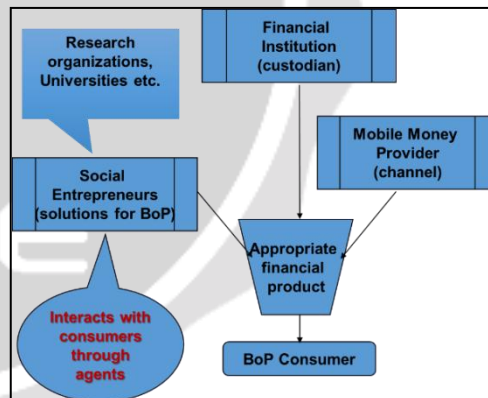 Research
organizations,
Universities etc.
Financial
Institution
(custodian)
Mobile Money
Provider
(channel)
Social
Entrepreneurs
(solutions for BoP)
Appropriate
financial
product
Interacts with
consumers
through
agents
BoP Consumer